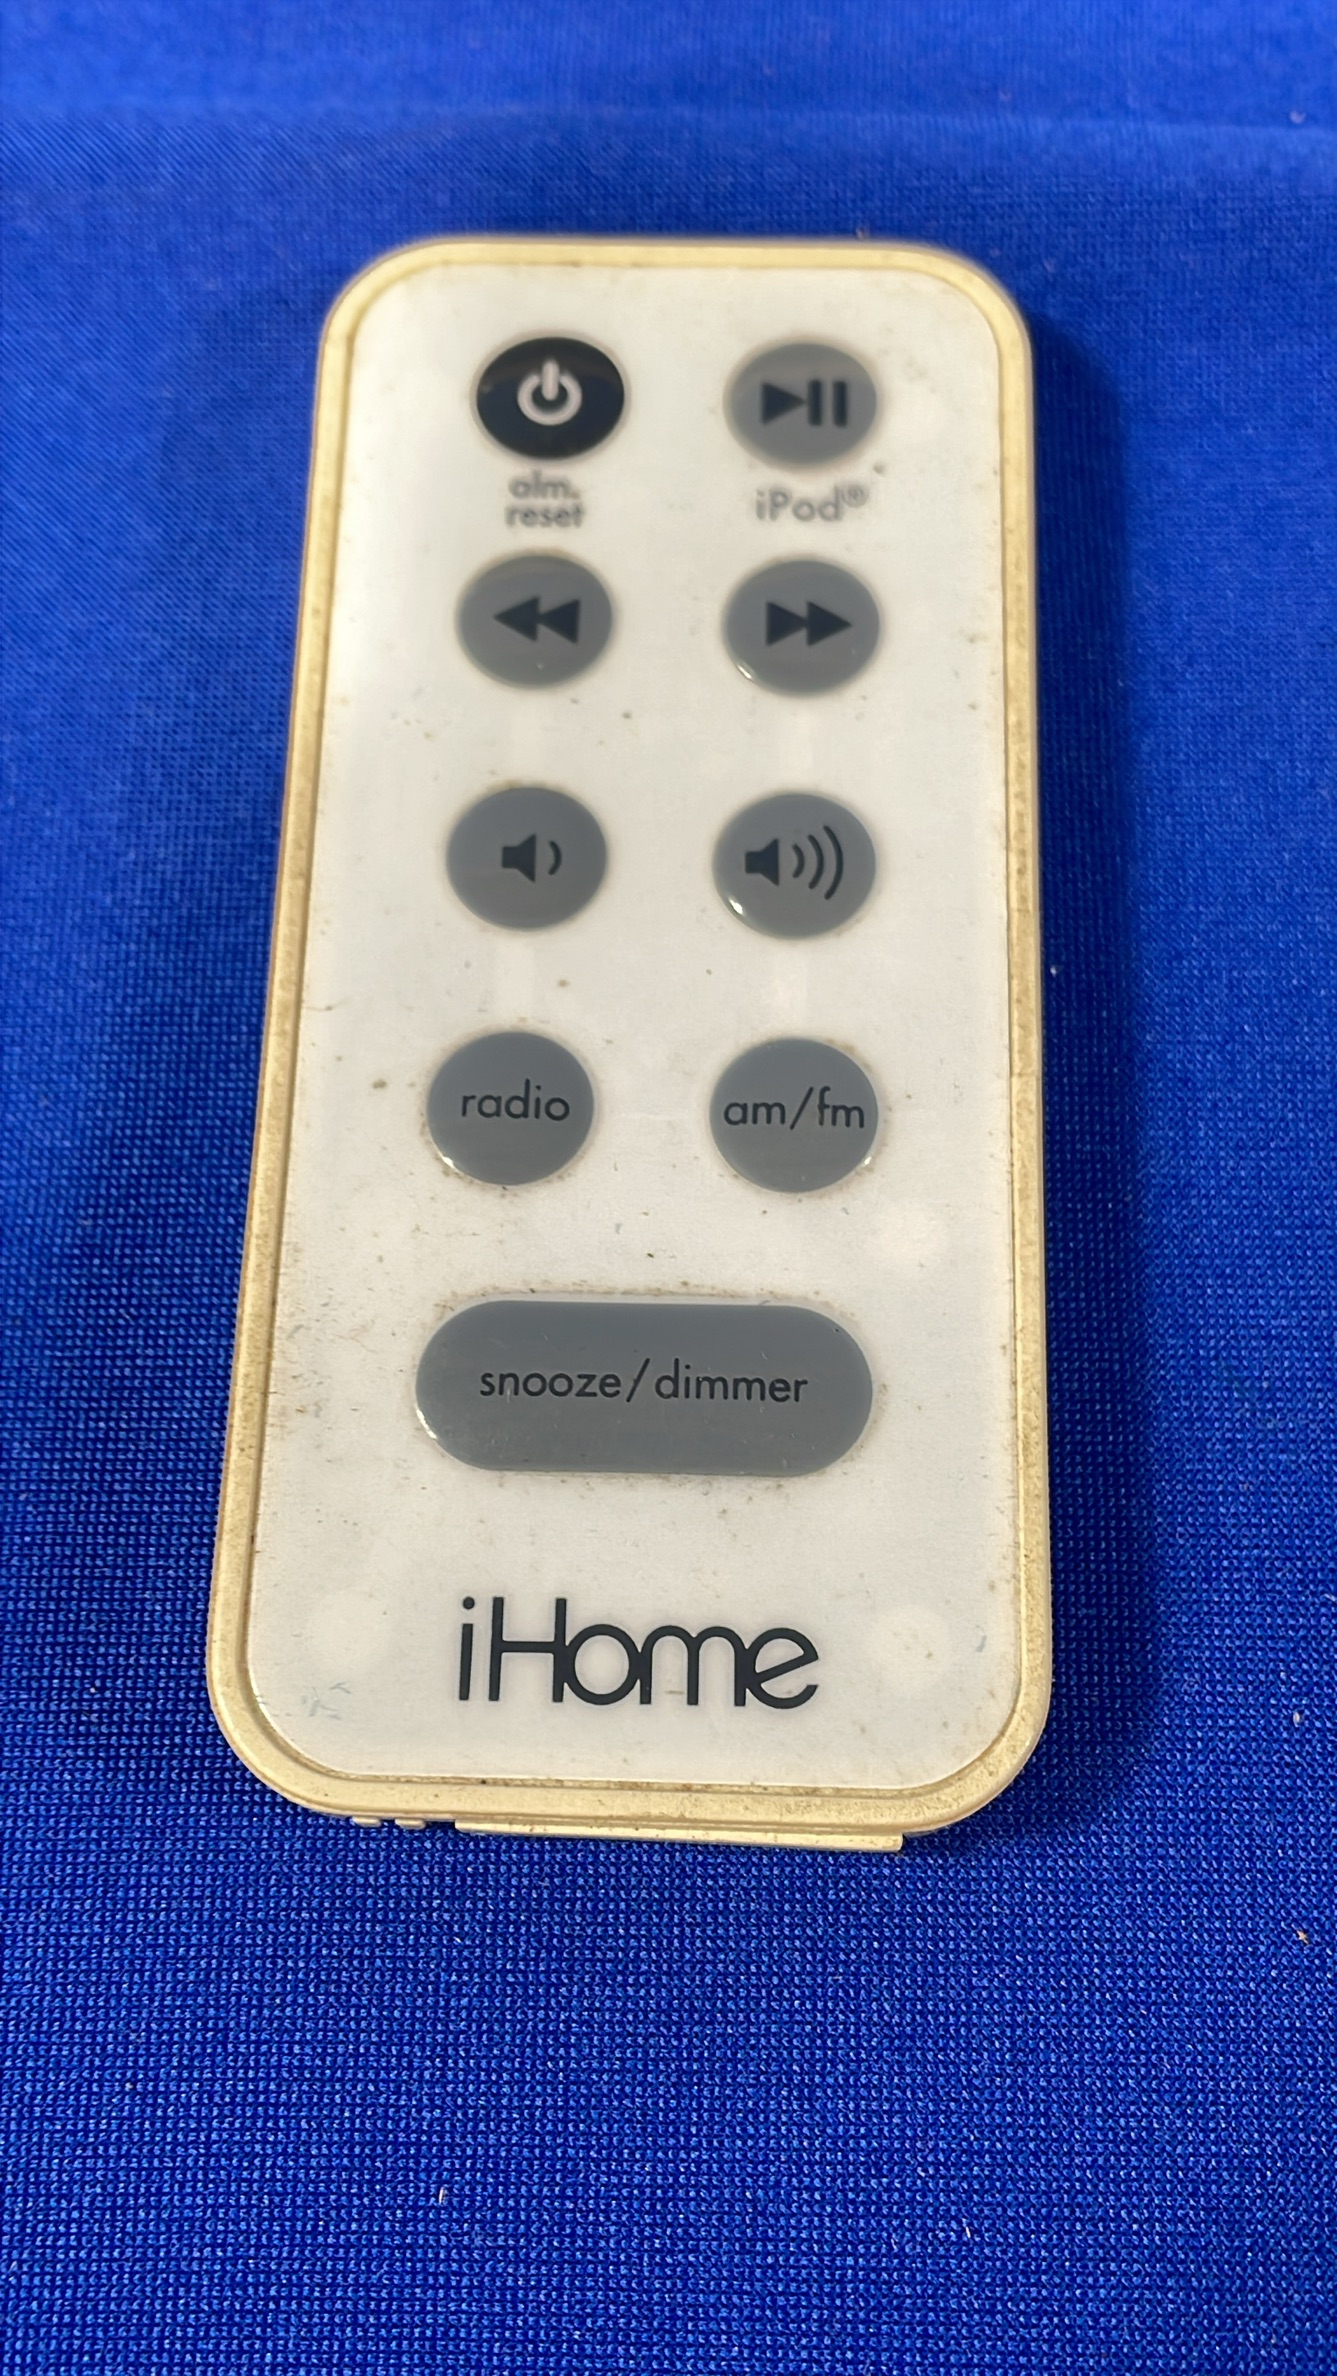 alm.
reset
iPod®
radio
am/fm
snooze/dimmer
iHome